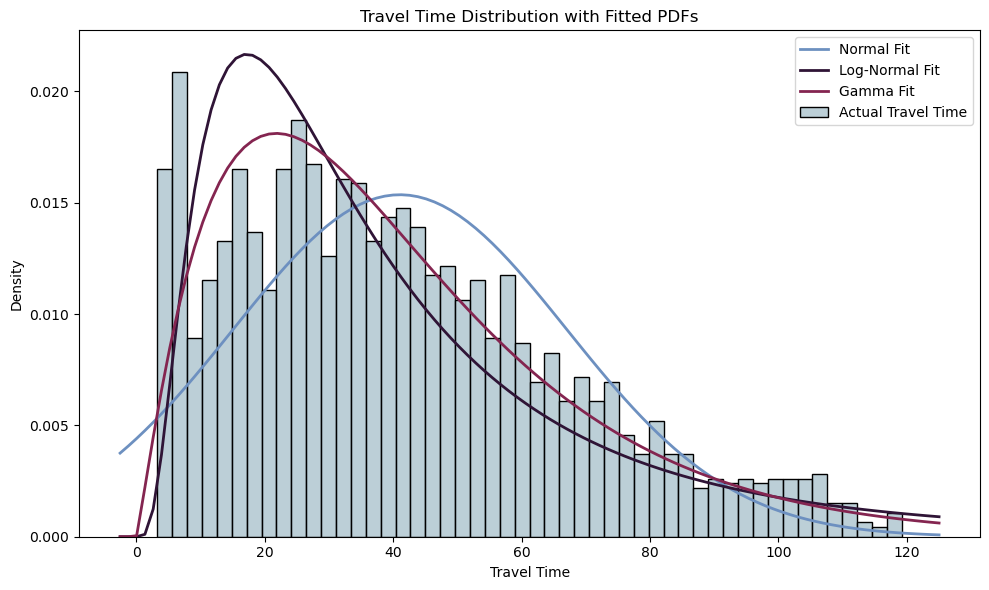 Travel Time Distribution with Fitted PDFs
Normal Fit
Log-Normal Fit
Gamma Fit
Actual Travel Time
0.020
0.015
0.010
0.005
0.000
Density
0 20 40 60 80 100 120
Travel Time